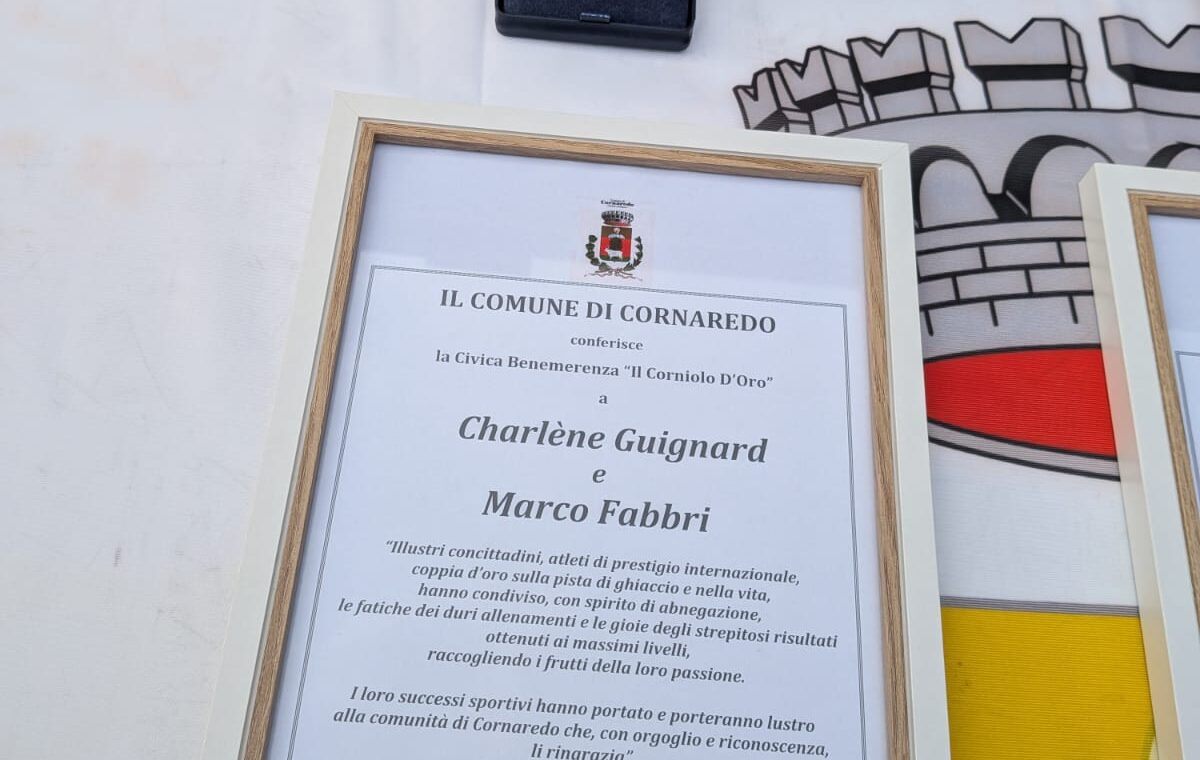 Cornaredo
IL COMUNE DI CORNAREDO
conferisce
la Civica Benemerenza "Il Corniolo D'Oro"
a
Charlène Guignard
e
Marco Fabbri
"Illustri concittadini, atleti di prestigio internazionale,
coppia d'oro sulla pista di ghiaccio e nella vita,
hanno condiviso, con spirito di abnegazione,
le fatiche dei duri allenamenti e le gioie degli strepitosi risultati
ottenuti ai massimi livelli,
raccogliendo i frutti della loro passione.
I loro successi sportivi hanno portato e porteranno lustro
alla comunità di Cornaredo che, con orgoglio e riconoscenza,
li ringrazia"